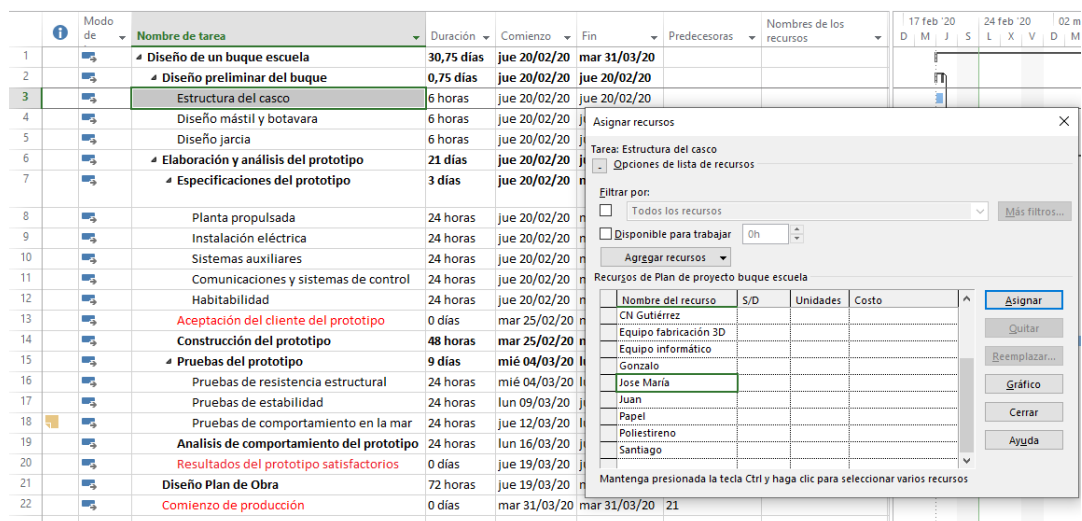 Modo de Nombre de tarea Duración Comienzo Fin Predecesoras Nombres de los recursos 17 feb '20 24 feb '20 02 m
D M J S L X V D M
1 Diseño de un buque escuela 30,75 días jue 20/02/20 mar 31/03/20
2 Diseño preliminar del buque 0,75 días jue 20/02/20 jue 20/02/20
3 Estructura del casco 6 horas jue 20/02/20 jue 20/02/20
4 Diseño mástil y botavara 6 horas jue 20/02/20
5 Diseño jarcia 6 horas jue 20/02/20
6 Elaboración y análisis del prototipo 21 días jue 20/02/20
7 Especificaciones del prototipo 3 días jue 20/02/20
8 Planta propulsada 24 horas jue 20/02/20
9 Instalación eléctrica 24 horas jue 20/02/20
10 Sistemas auxiliares 24 horas jue 20/02/20
11 Comunicaciones y sistemas de control 24 horas jue 20/02/20
12 Habitabilidad 24 horas jue 20/02/20
13 Aceptación del cliente del prototipo 0 días mar 25/02/20
14 Construcción del prototipo 48 horas mar 25/02/20
15 Pruebas del prototipo 9 días mié 04/03/20
16 Pruebas de resistencia estructural 24 horas mié 04/03/20
17 Pruebas de estabilidad 24 horas lun 09/03/20
18 Pruebas de comportamiento en la mar 24 horas jue 12/03/20
19 Analisis de comportamiento del prototipo 24 horas lun 16/03/20
20 Resultados del prototipo satisfactorios 0 días jue 19/03/20
21 Diseño Plan de Obra 72 horas jue 19/03/20
22 Comienzo de producción 0 días mar 31/03/20 mar 31/03/20 21
Asignar recursos
Tarea: Estructura del casco
- Opciones de lista de recursos
Filtrar por:
Todos los recursos Más filtros...
Disponible para trabajar 0h
Agregar recursos
Recursos de Plan de proyecto buque escuela
Nombre del recurso S/D Unidades Costo
CN Gutiérrez
Equipo fabricación 3D
Equipo informático
Gonzalo
Jose María
Juan
Papel
Poliestireno
Santiago
Asignar
Quitar
Reemplazar...
Gráfico
Cerrar
Ayuda
Mantenga presionada la tecla Ctrl y haga clic para seleccionar varios recursos